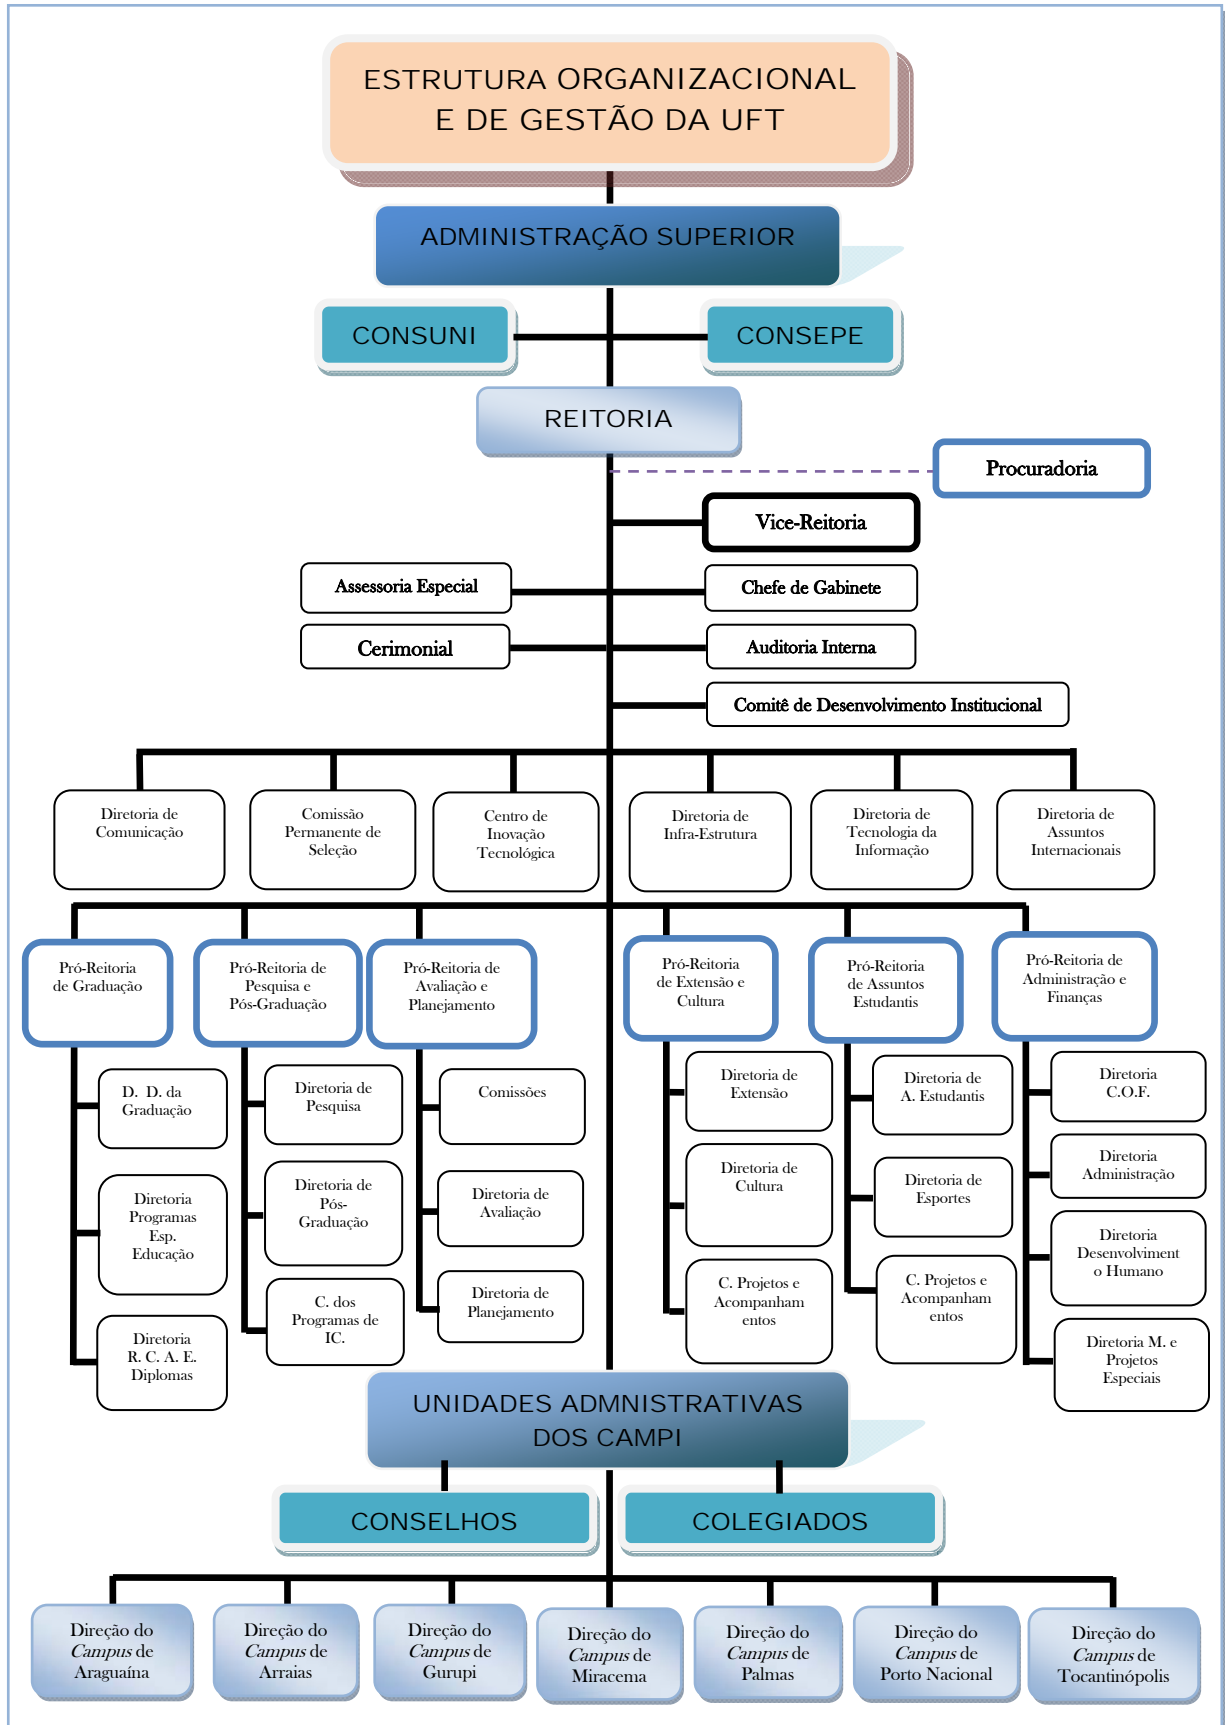 ESTRUTURA ORGANIZACIONAL
E DE GESTÃO DA UFT
ADMINISTRAÇÃO SUPERIOR
CONSUNI
CONSEPE
REITORIA
Procuradoria
Vice-Reitoria
Assessoria Especial
Chefe de Gabinete
Cerimonial
Auditoria Interna
Comitê de Desenvolvimento Institucional
Diretoria de
Comunicação
Comissão
Permanente de
Seleção
Centro de
Inovação
Tecnológica
Diretoria de
Infra-Estrutura
Diretoria de
Tecnologia da
Informação
Diretoria de
Assuntos
Internacionais
Pró-Reitoria
de Graduação
Pró-Reitoria de
Pesquisa e
Pós-Graduação
Pró-Reitoria de
Avaliação e
Planejamento
Pró-Reitoria
de Extensão e
Cultura
Pró-Reitoria
de Assuntos
Estudantis
Pró-Reitoria de
Administração e
Finanças
D. D. da
Graduação
Diretoria
Programas
Esp.
Educação
Diretoria
R. C. A. E.
Diplomas
Diretoria de
Pesquisa
Diretoria de
Pós-
Graduação
C. dos
Programas de
IC.
Comissões
Diretoria de
Avaliação
Diretoria de
Planejamento
Diretoria de
Extensão
Diretoria de
Cultura
C. Projetos e
Acompanham
entos
Diretoria de
A. Estudantis
Diretoria de
Esportes
C. Projetos e
Acompanham
entos
Diretoria
C.O.F.
Diretoria
Administração
Diretoria
Desenvolviment
o Humano
Diretoria M. e
Projetos
Especiais
UNIDADES ADMNISTRATIVAS
DOS CAMPI
CONSELHOS
COLEGIADOS
Direção do
Campus de
Araguaína
Direção do
Campus de
Arraias
Direção do
Campus de
Gurupi
Direção do
Campus de
Miracema
Direção do
Campus de
Palmas
Direção do
Campus de
Porto Nacional
Direção do
Campus de
Tocantinópolis